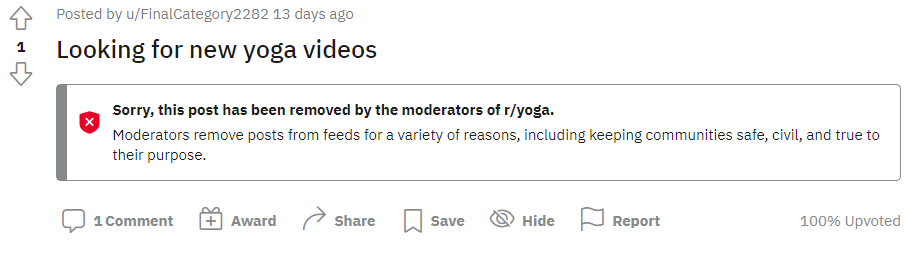 Posted by u/FinalCategory2282 13 days ago
1
Looking for new yoga videos
Sorry, this post has been removed by the moderators of r/yoga.
Moderators remove posts from feeds for a variety of reasons, including keeping communities safe, civil, and true to
their purpose.
1 Comment Award Share Save Hide Report 100% Upvoted